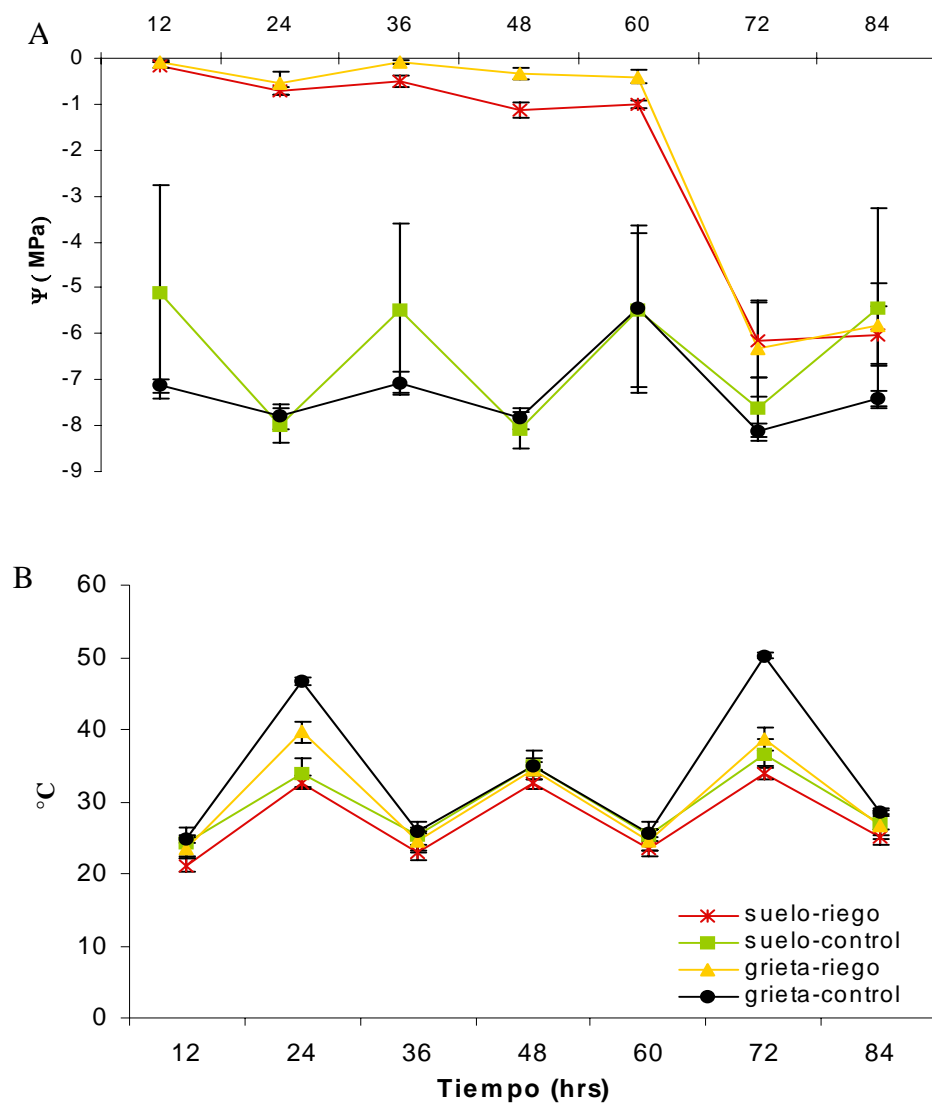 A
12 24 36 48 60 72 84
0
-1
-2
-3
-4
-5
-6
-7
-8
-9
Ψ ( MPa)
B
60
50
40
30
20
10
0
°C
suelo-riego
suelo-control
grieta-riego
grieta-control
12 24 36 48 60 72 84
Tiempo (hrs)